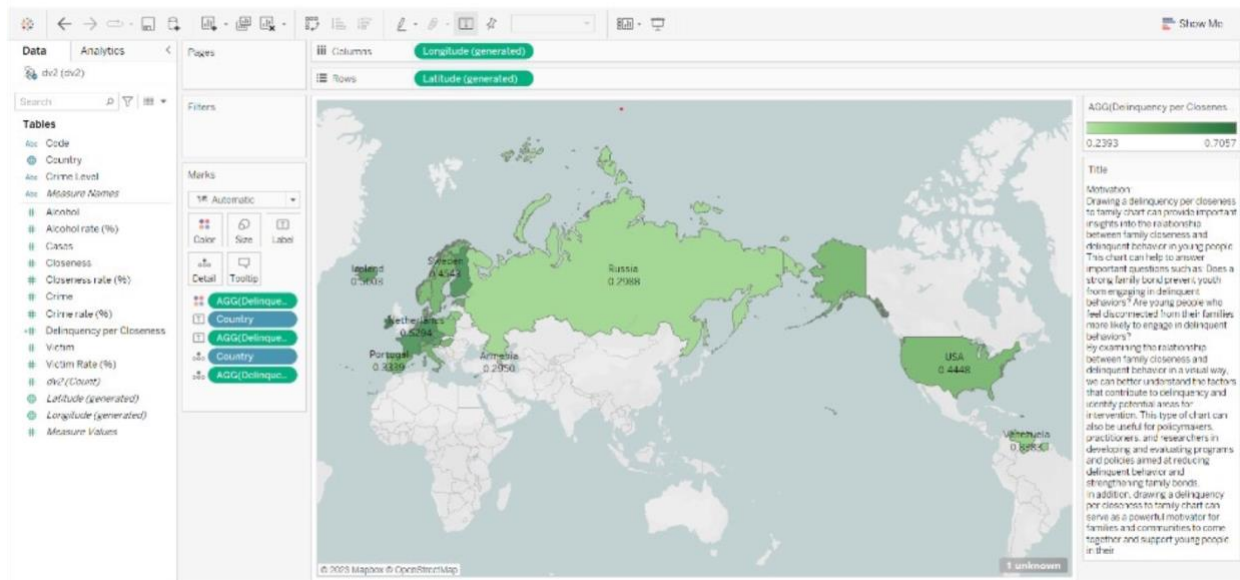 Show Me
Data
Analytics
dv2 (dv2)
Search
Tables
Abc Code
Country
Abc Crime Level
Abc Measure Names
# Alcohol
# Alcohol rate (%)
# Cases
# Closeness
# Closeness rate (%)
# Crime
# Crime rate (%)
# Delinquency per Closeness
# Victim
# Victim Rate (%)
# dv2 (Count)
Latitude (generated)
Longitude (generated)
# Measure Values
Pages
Filters
Marks
Automatic
Color Size Label
Detail Tooltip
AGG(Delinque..
Country
AGG(Delinque..
Country
AGG(Delinque..
Columns Longitude (generated)
Rows Latitude (generated)
Iceland
Sweden
0.4543
Russia
0.2988
Netherlands
0.5294
Portugal
0.3339
Armenia
0.2950
USA
0.4448
Venezuela
© 2023 Mapbox © OpenStreetMap
1 unknown
AGG(Delinquency per Closenes...
0.2393 0.7057
Title
Motivation
Drawing a delinquency per closeness
to family chart can provide important
insights into the relationship
between family closeness and
delinquent behavior in young people
This chart can help to answer
important questions such as: Does a
strong family bond prevent youth
from engaging in delinquent
behaviors? Are young people who
feel disconnected from their families
more likely to engage in delinquent
behaviors?
By examining the relationship
between family closeness and
delinquent behavior in a visual way,
we can better understand the factors
that contribute to delinquency and
identify potential areas for
intervention. This type of chart can
also be useful for policymakers,
practitioners, and researchers in
developing and evaluating programs
and policies aimed at reducing
delinquent behavior and
strengthening family bonds.
In addition, drawing a delinquency
per closeness to family chart can
serve as a powerful motivator for
families and communities to come
together and support young people
in their